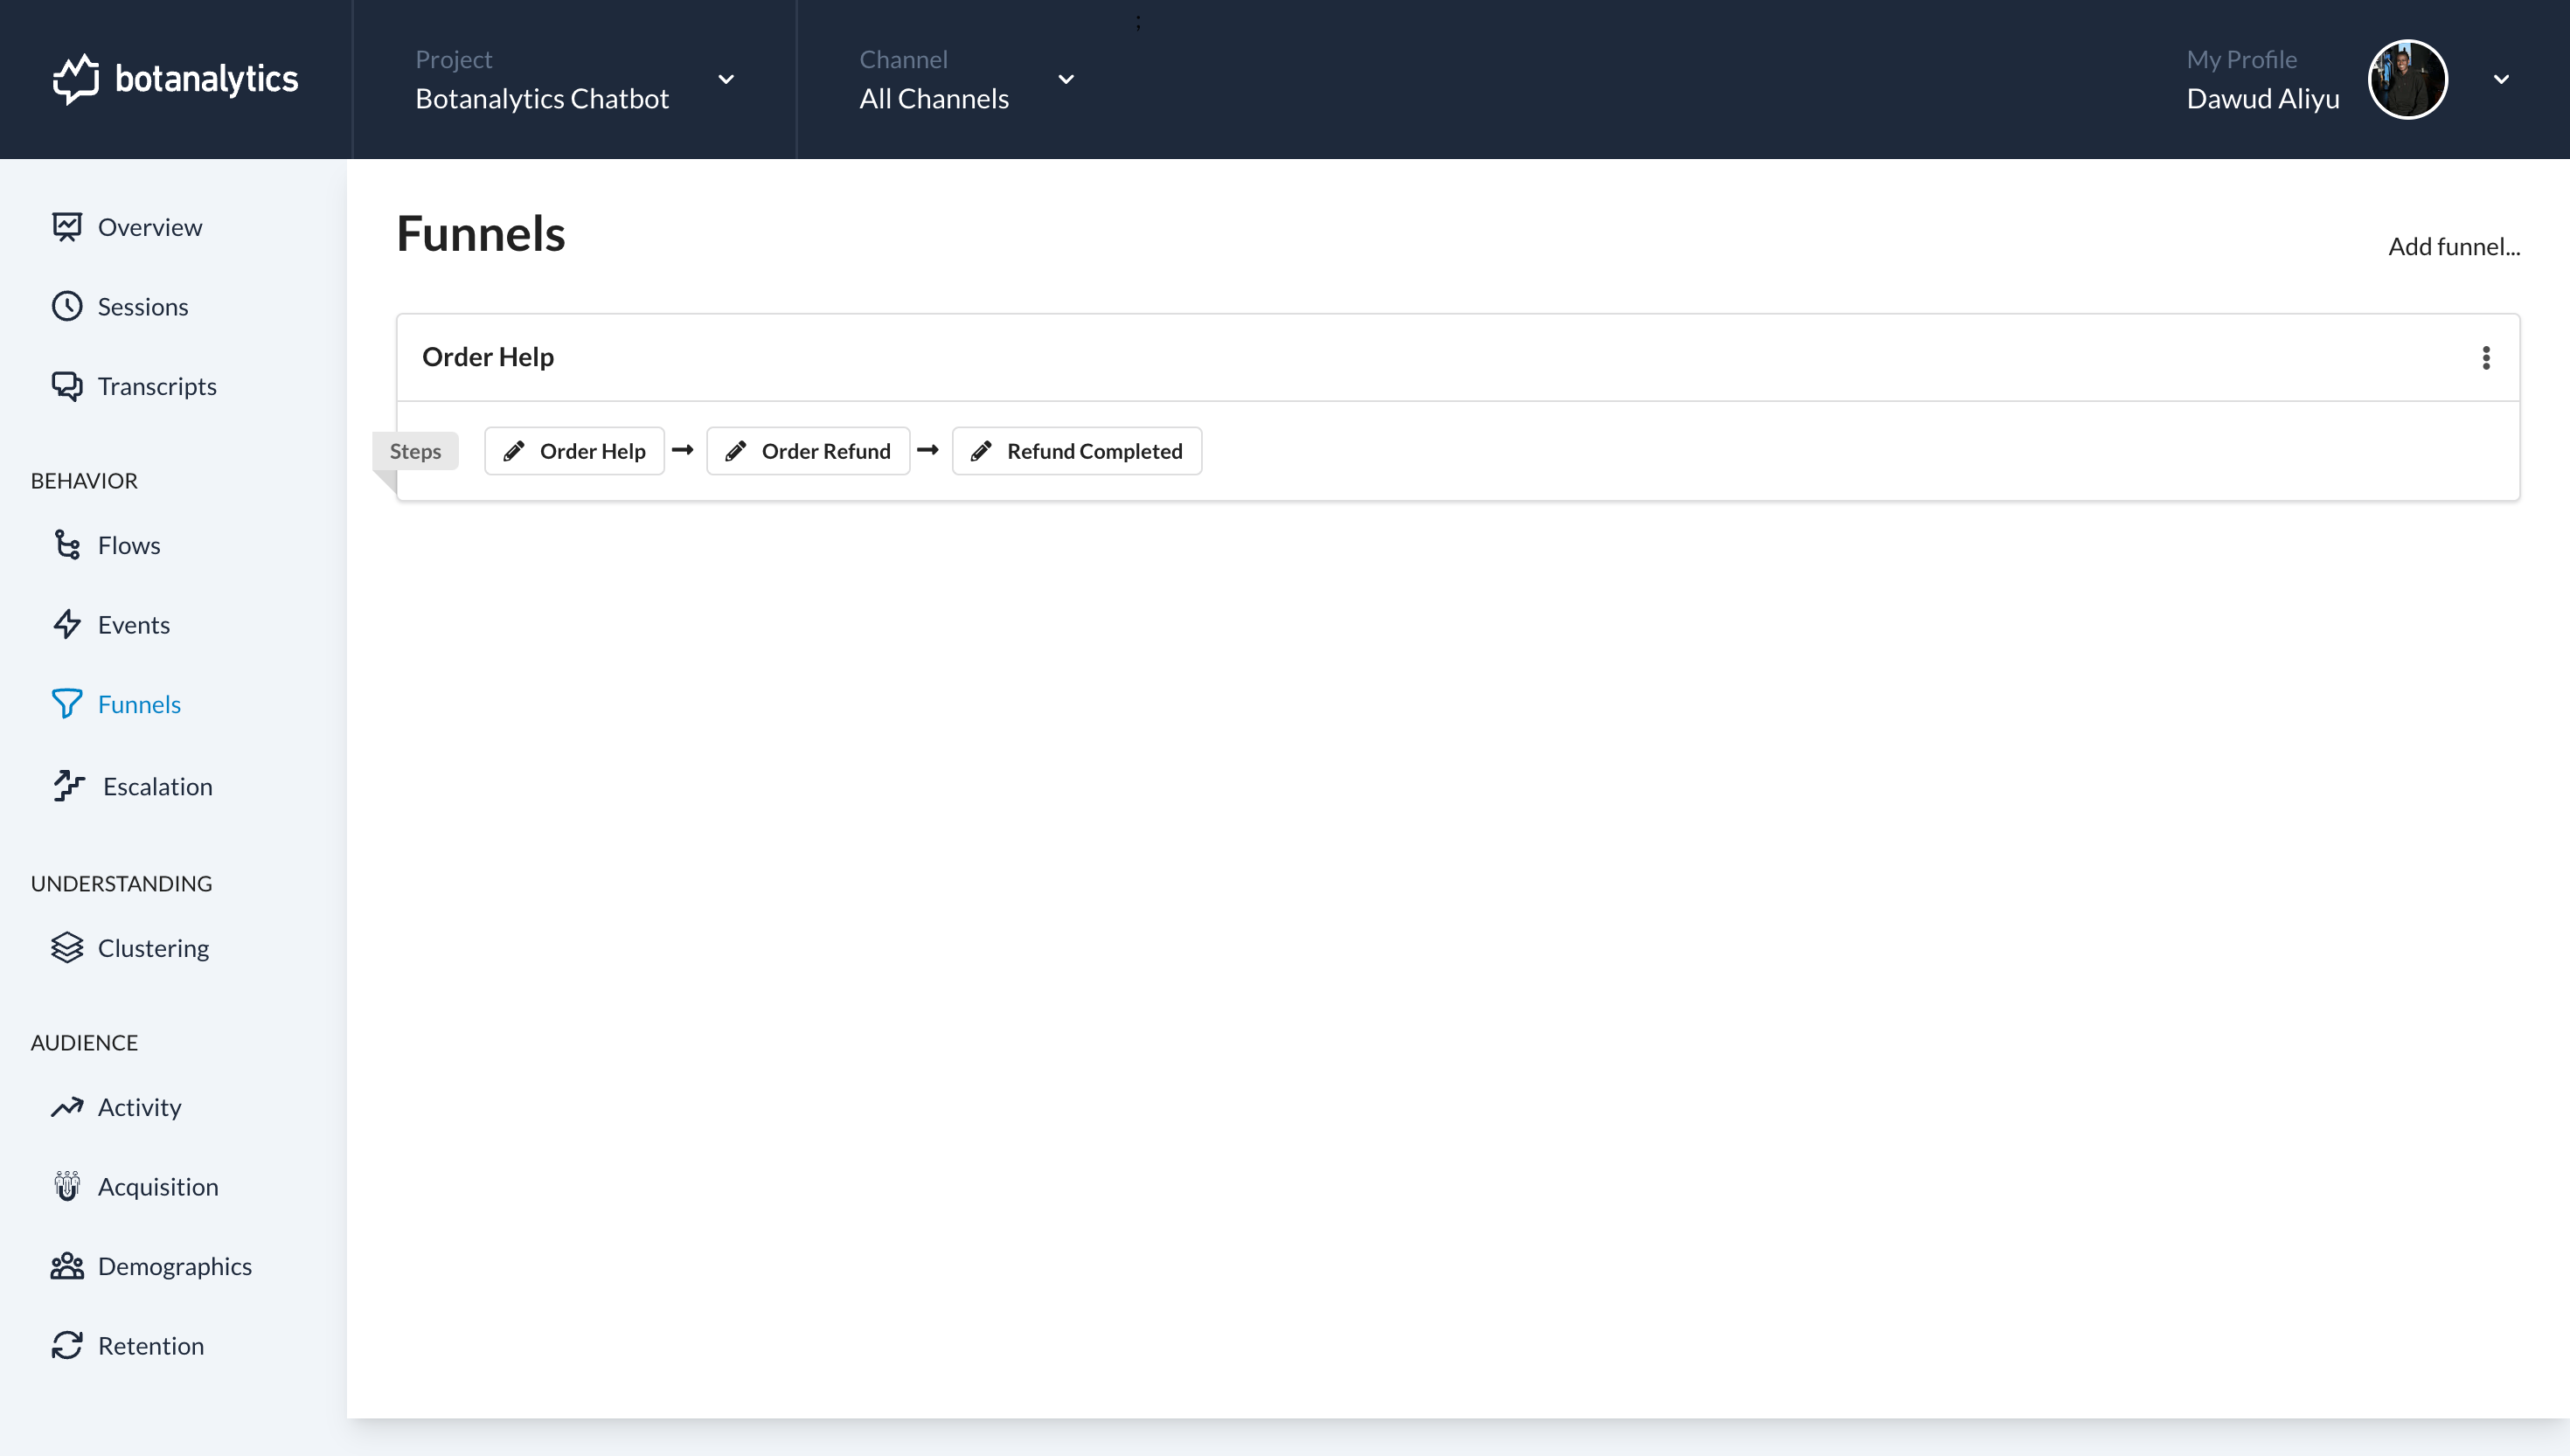 ;
botanalytics
Project
Botanalytics Chatbot
Channel
All Channels
My Profile
Dawud Aliyu
Overview
Sessions
Transcripts
BEHAVIOR
Flows
Events
Funnels
Escalation
UNDERSTANDING
Clustering
AUDIENCE
Activity
Acquisition
Demographics
Retention
Funnels
Add funnel...
Order Help
Steps
Order Help
Order Refund
Refund Completed